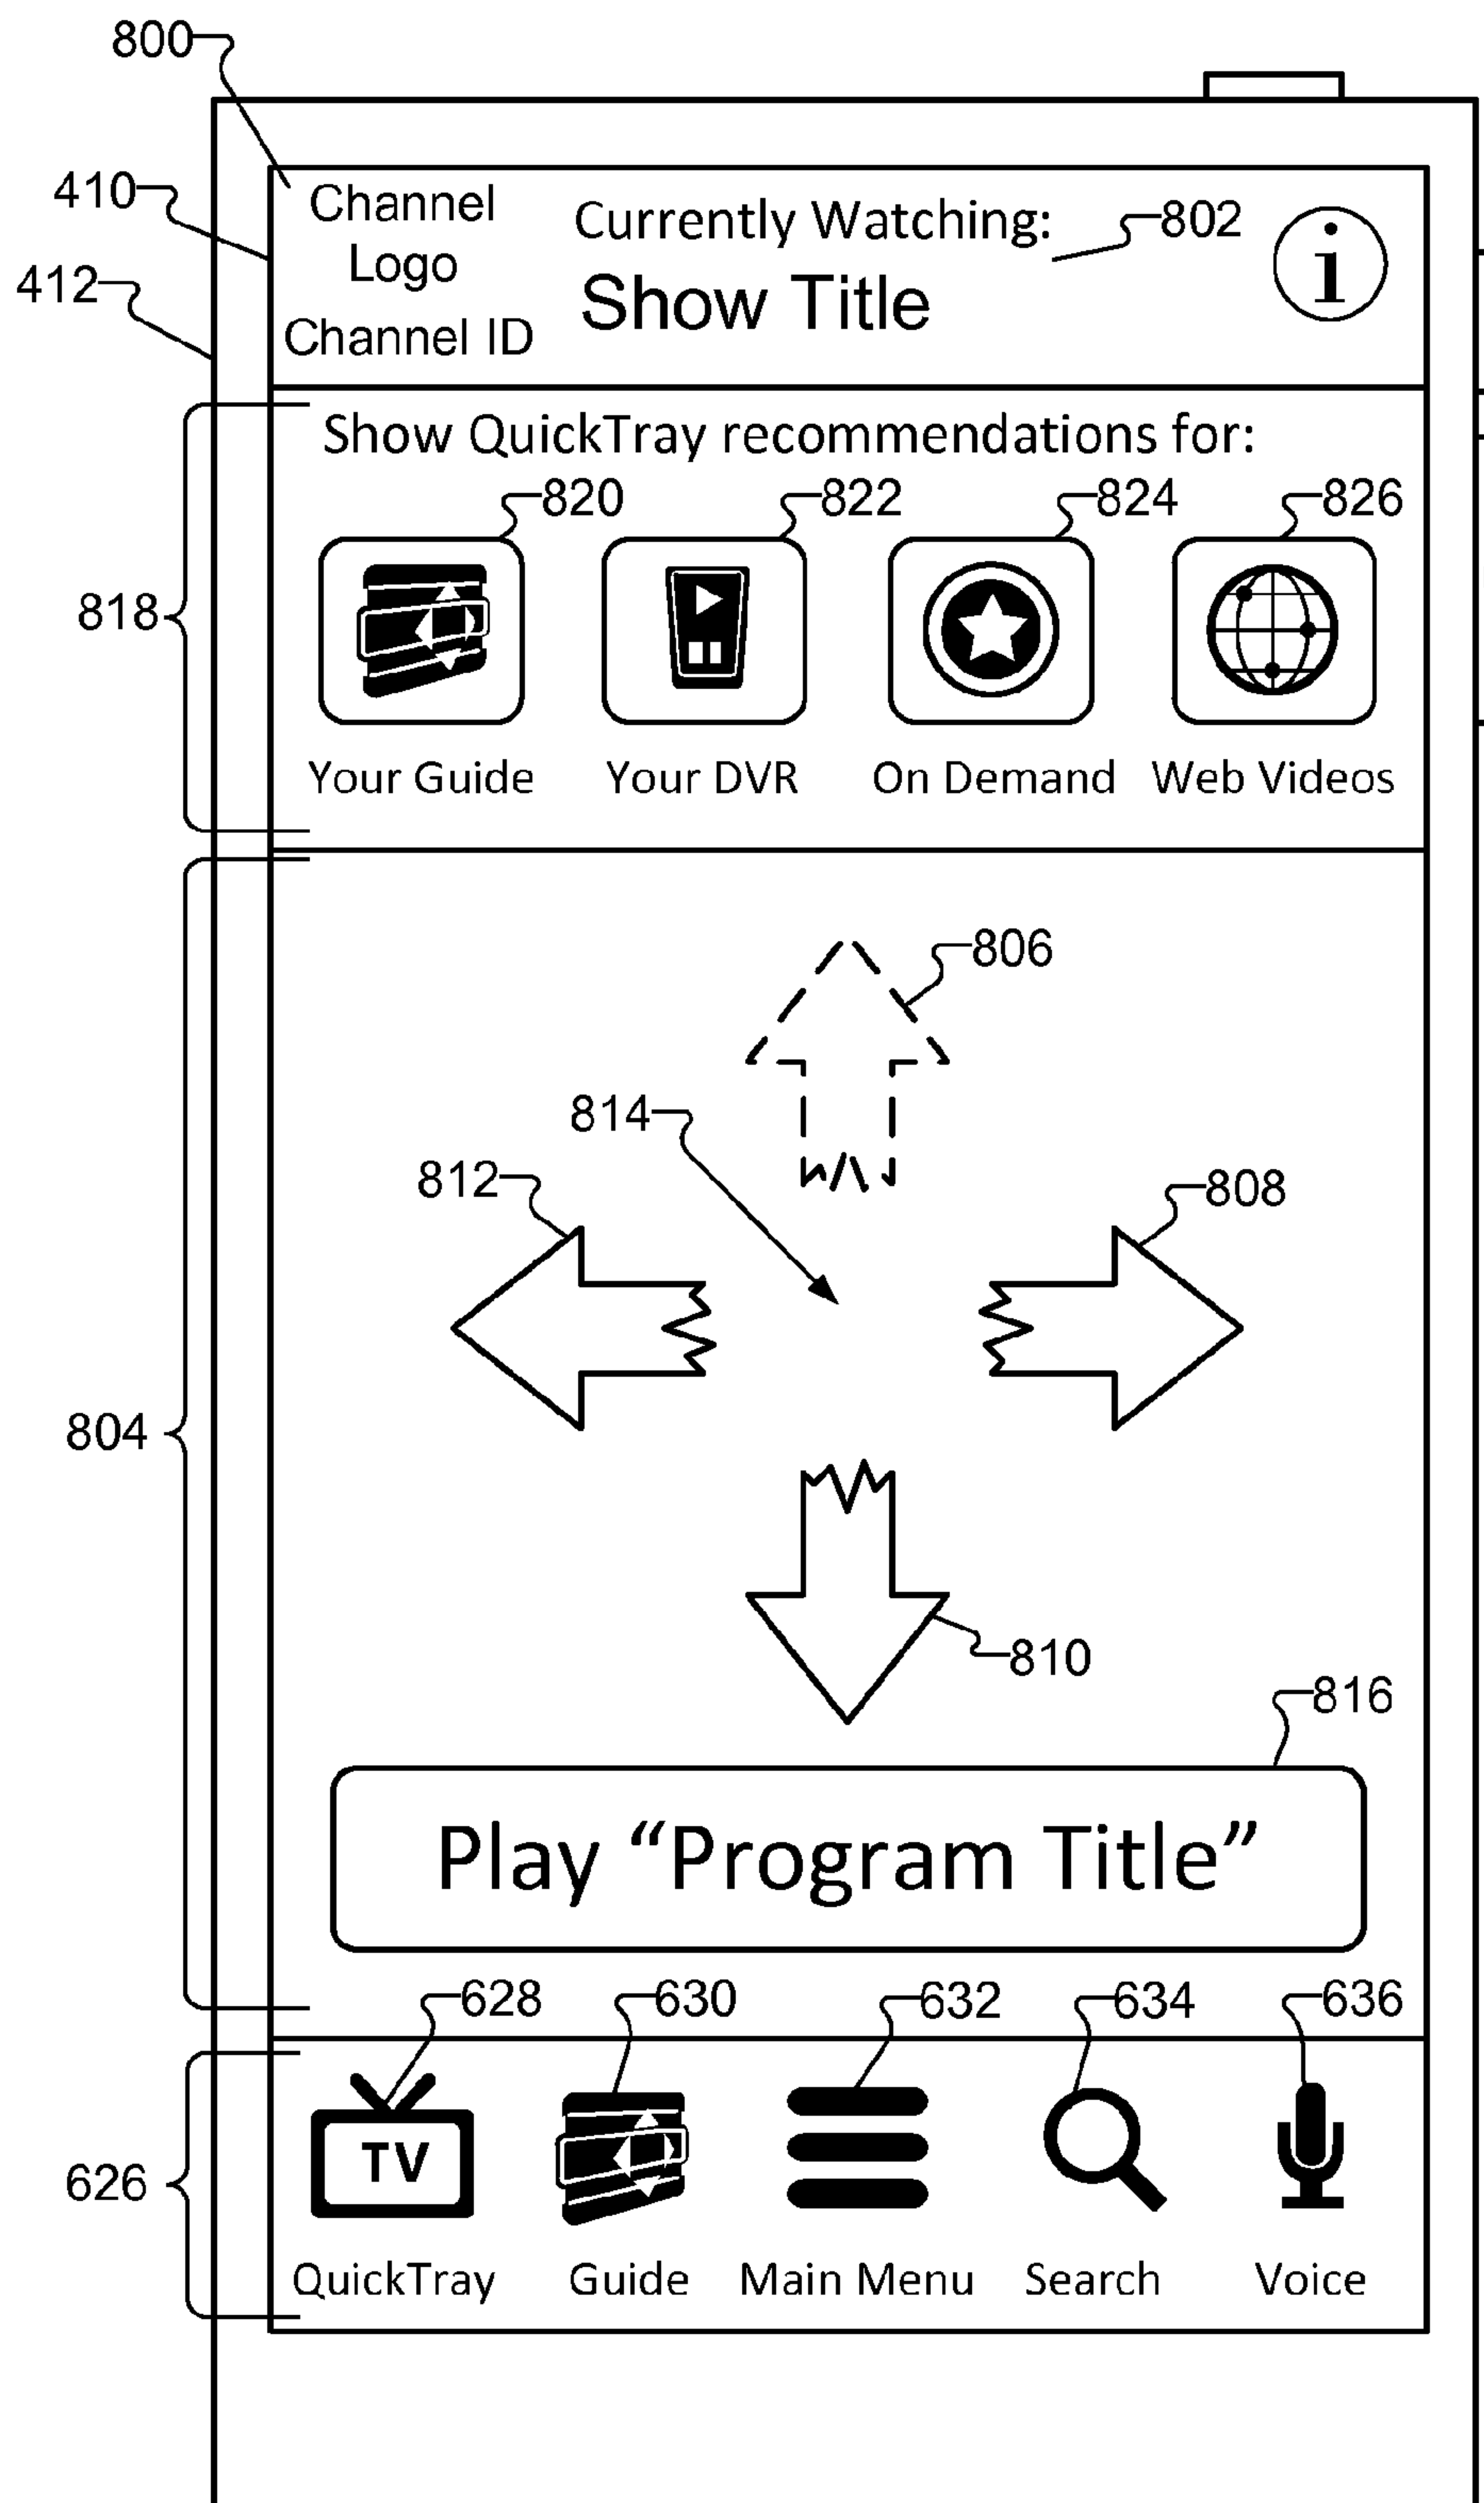 800
410
412
Channel
Logo
Channel ID
Currently Watching:
Show Title
802
i
818
Show QuickTray recommendations for:
820
822
824
826
Your Guide
Your DVR
On Demand
Web Videos
804
806
814
812
808
810
816
Play “Program Title”
628
630
632
634
636
626
TV
QuickTray
Guide
Main Menu
Search
Voice